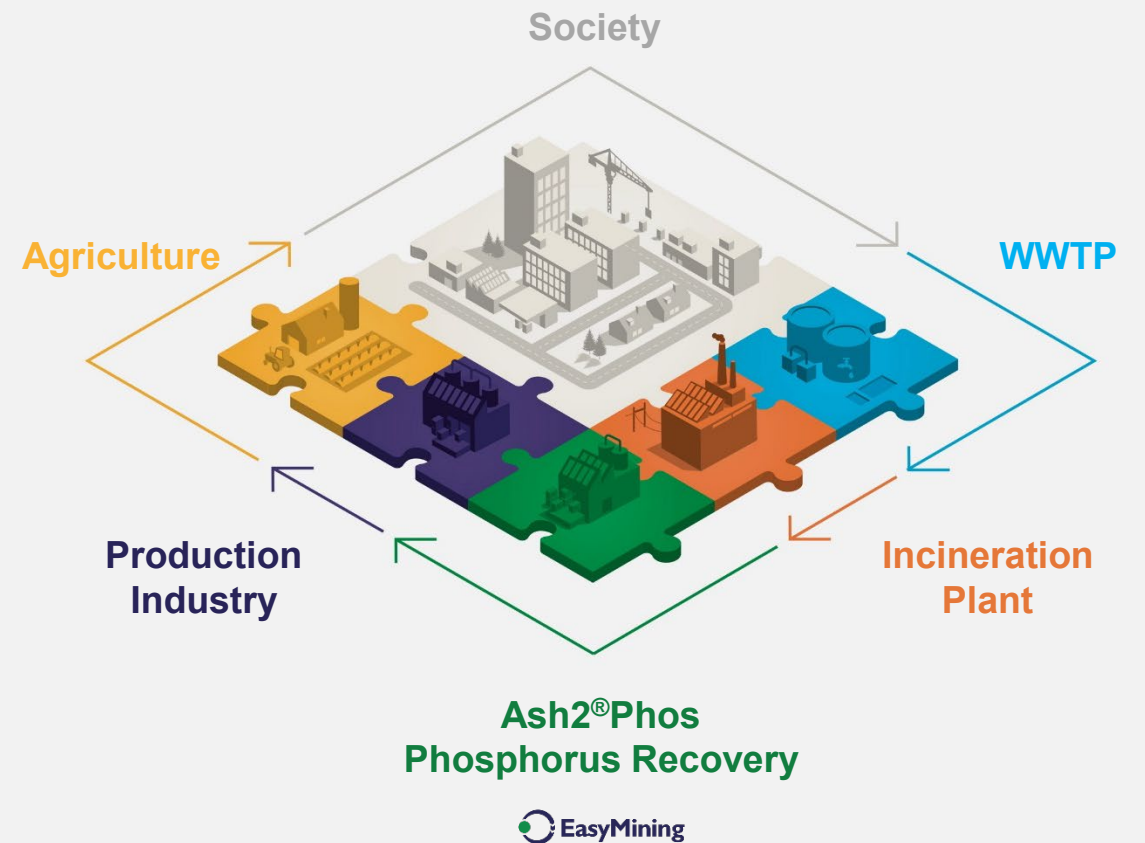 Society
Agriculture
WWTP
Production
Industry
Incineration
Plant
Ash2®Phos
Phosphorus Recovery
EasyMining